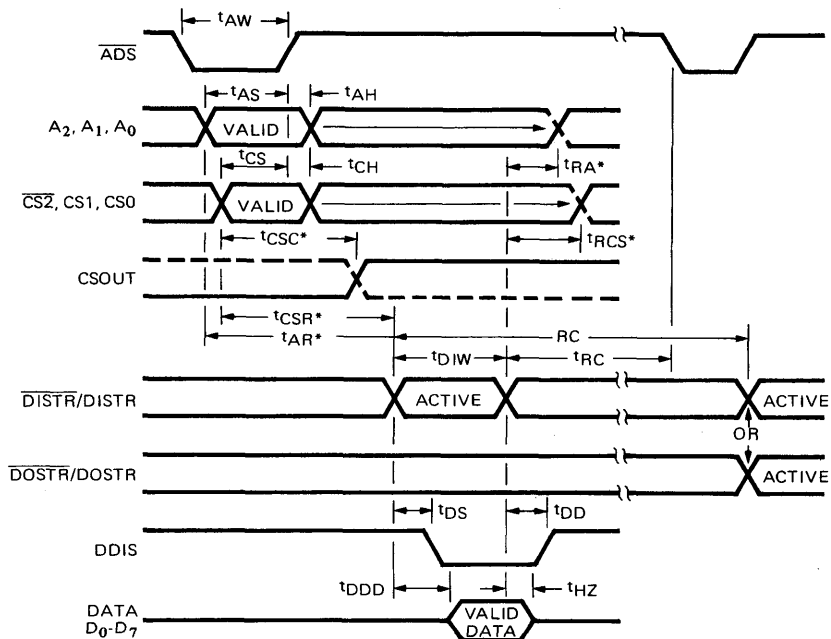 tAW
ADS
tAS
tAH
A2, A1, A0
VALID
tCS
tCH
tRA*
CS2, CS1, CS0
VALID
tCSC*
tRCS*
CSOUT
tCSR*
tAR*
RC
tDIW
tRC
DISTR/DISTR
ACTIVE
ACTIVE
OR
DOSTR/DOSTR
ACTIVE
tDS
tDD
DDIS
tDDD
tHZ
DATA
D0-D7
VALID
DATA